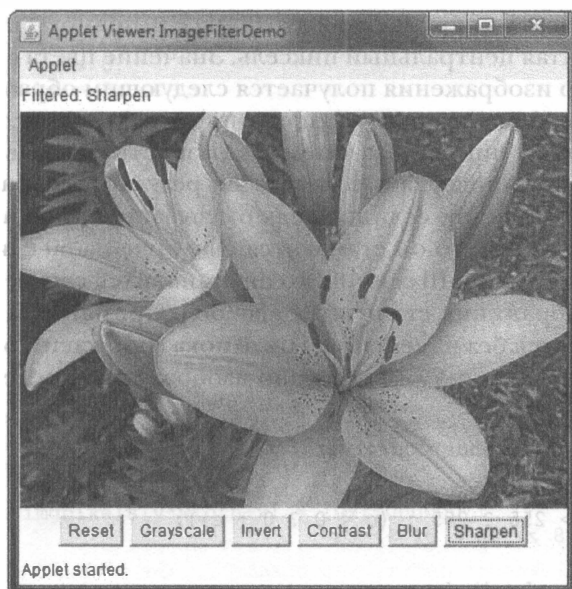 Applet Viewer: ImageFilterDemo
Applet
Filtered: Sharpen
Reset Grayscale Invert Contrast Blur Sharpen
Applet started.